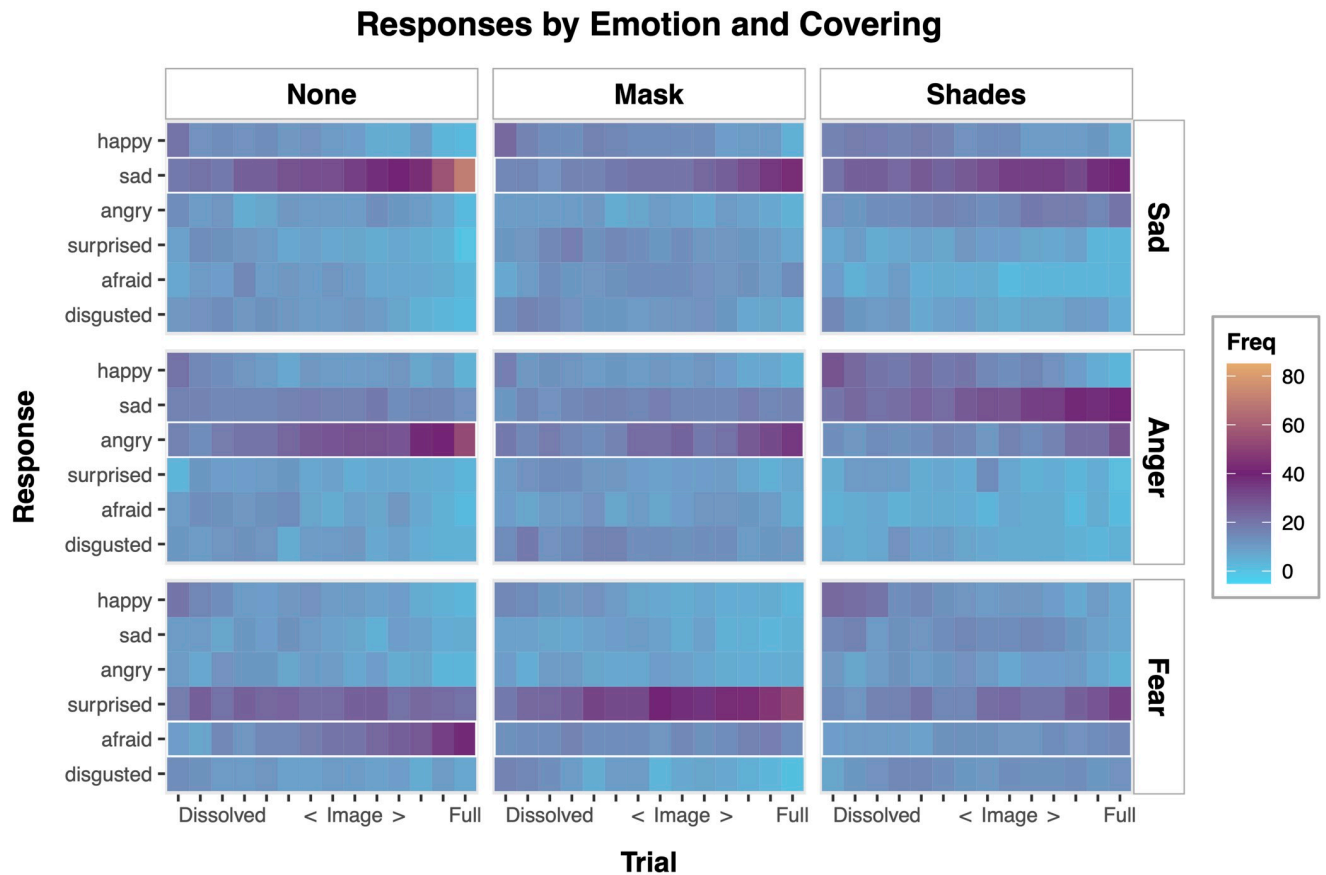 Responses by Emotion and Covering
None Mask Shades
happy
sad
angry
surprised
afraid
disgusted
Sad
happy
sad
angry
surprised
afraid
disgusted
Anger
happy
sad
angry
surprised
afraid
disgusted
Fear
Response
Dissolved < Image > Full Dissolved < Image > Full Dissolved < Image > Full
Trial
Freq
80
60
40
20
0